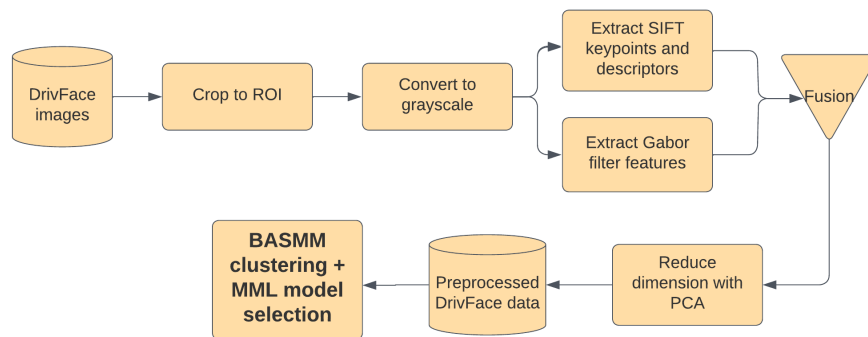 DrivFace
images
Crop to ROI
Convert to
grayscale
Extract SIFT
keypoints and
descriptors
Extract Gabor
filter features
Fusion
Reduce
dimension with
PCA
Preprocessed
DrivFace data
BASMM
clustering +
MML model
selection